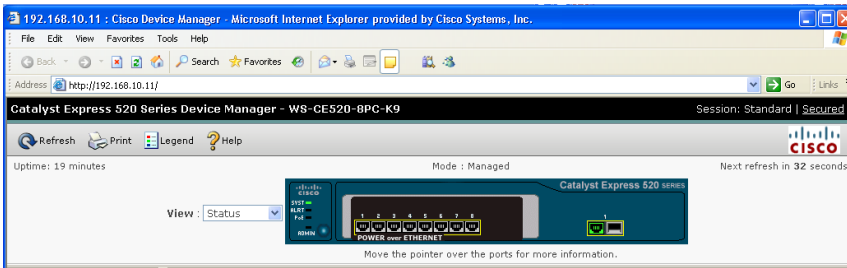 192.168.10.11 : Cisco Device Manager - Microsoft Internet Explorer provided by Cisco Systems, Inc.
File Edit View Favorites Tools Help
Back Search Favorites
Address http://192.168.10.11/ Go Links
Catalyst Express 520 Series Device Manager - WS-CE520-8PC-K9 Session: Standard | Secured
Refresh Print Legend Help
CISCO
Uptime: 19 minutes Mode : Managed Next refresh in 32 seconds
View : Status
CISCO
Catalyst Express 520 SERIES
SYST
ALRT
PoE
ADMIN
1 2 3 4 5 6 7 8
POWER over ETHERNET
1
Move the pointer over the ports for more information.